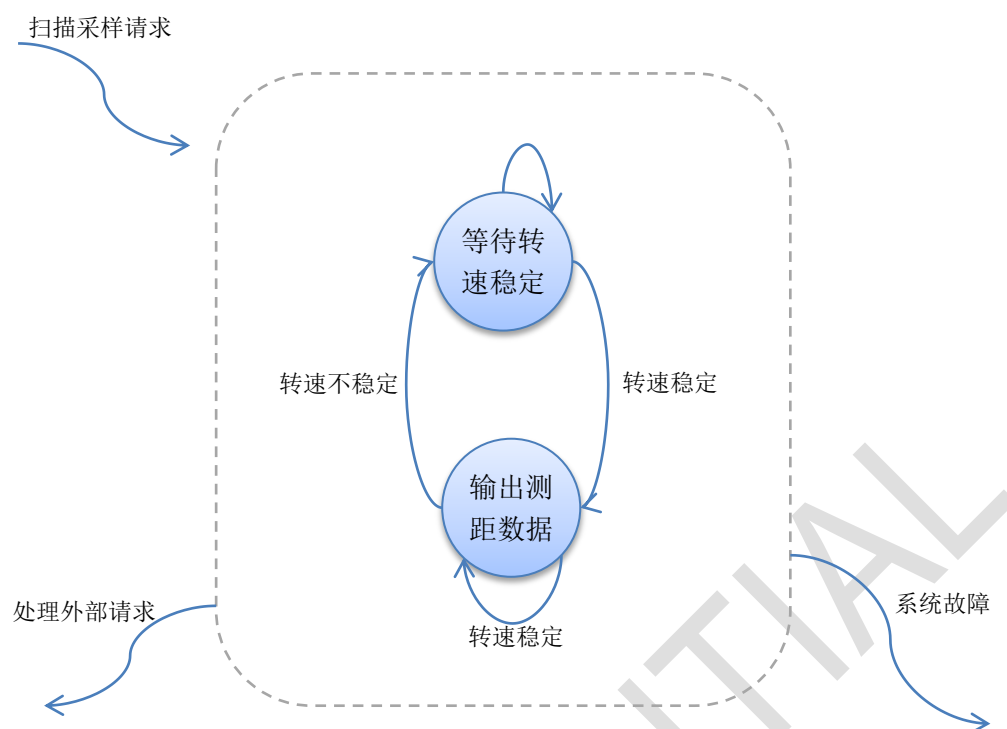 扫描采样请求
等待转
速稳定
转速不稳定
转速稳定
输出测
距数据
处理外部请求
转速稳定
系统故障
NTIAL